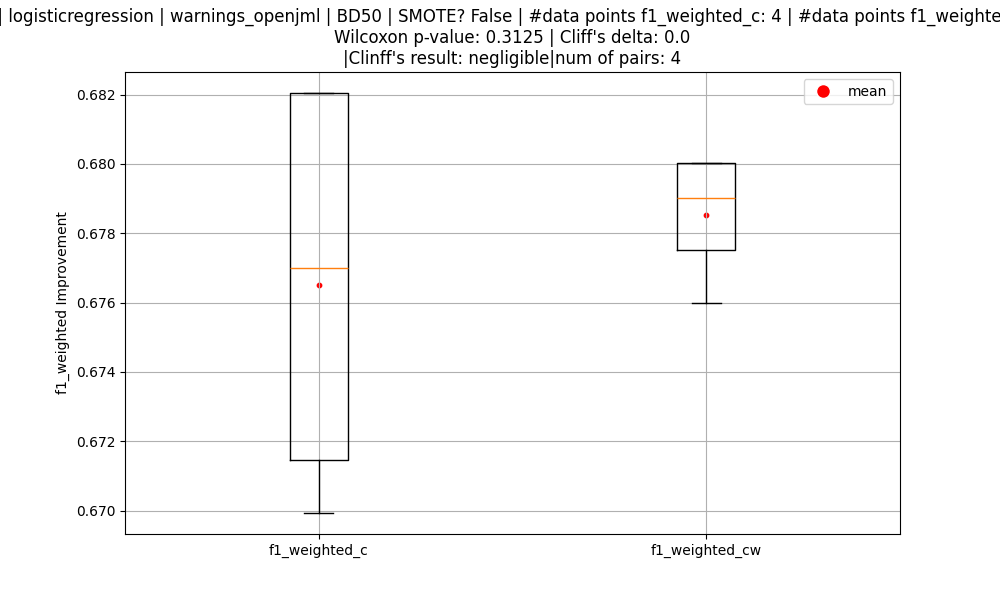 | logisticregression | warnings_openjml | BD50 | SMOTE? False | #data points f1_weighted_c: 4 | #data points f1_weighte
Wilcoxon p-value: 0.3125 | Cliff's delta: 0.0
|Clinff's result: negligible|num of pairs: 4
mean
0.682
0.680
0.678
0.676
0.674
0.672
0.670
f1_weighted Improvement
f1_weighted_c
f1_weighted_cw